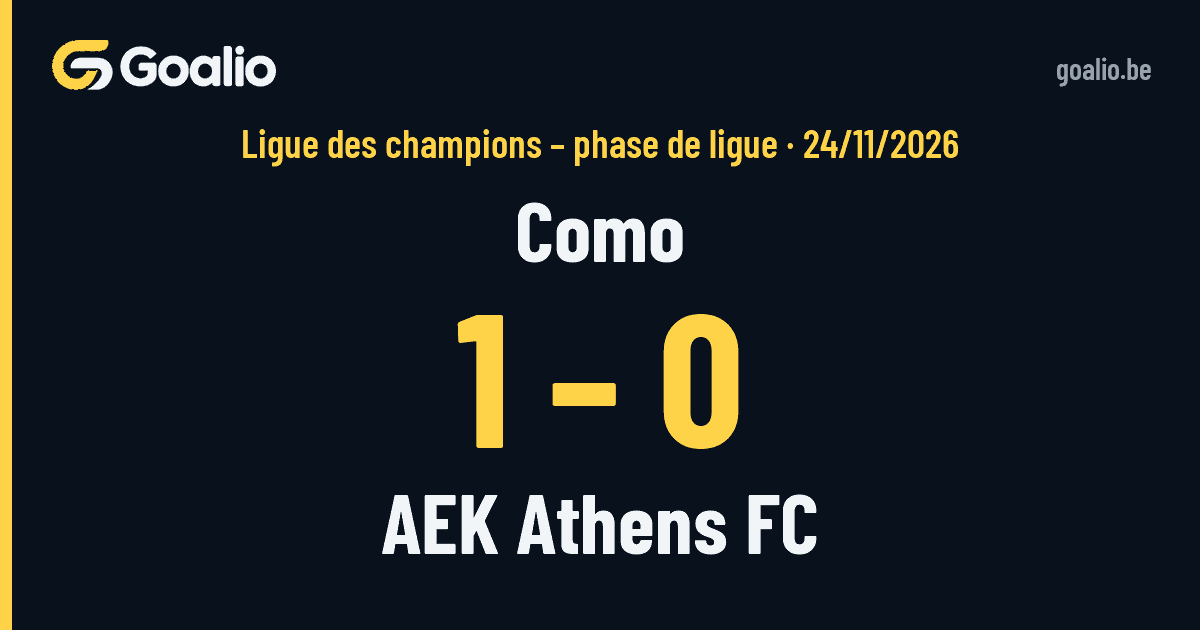 Goalio
goalio.be
Ligue des champions – phase de ligue · 24/11/2026
Como
1 – 0
AEK Athens FC